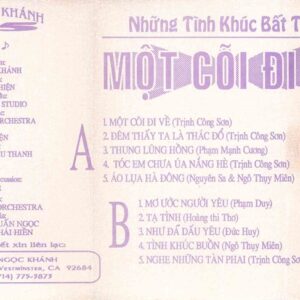 KHÁNH
Những Tình Khúc Bất T
MỘT CÕI ĐI
A
1. MỘT CÕI ĐI VỀ (Trịnh Công Sơn)
2. ĐÊM THẤY TA LÀ THÁC ĐỔ (Trịnh Công Sơn)
3. THUNG LŨNG HỒNG (Phạm Mạnh Cương)
4. TÓC EM CHƯA ÚA NẮNG HÈ (Trịnh Công Sơn)
5. ÁO LỤA HÀ ĐÔNG (Nguyên Sa & Ngô Thụy Miên)
B
1. MƠ ƯỚC NGƯỜI YÊU (Phạm Duy)
2. TẠ TÌNH (Hoàng thi Thơ)
3. NHƯ ĐÃ DẤU YÊU (Đức Huy)
4. TÌNH KHÚC BUỒN (Ngô Thụy Miên)
5. NGHE NHỮNG TÀN PHAI (Trịnh Công Sơn
KHÁNH
STUDIO
ORCHESTRA
THANH
ORCHESTRA
UẤN NGỌC
HẢI HIỀN
ết xin liên lạc:
NGỌC KHÁNH
WESTMINSTER, CA 92684
714) 775-3873